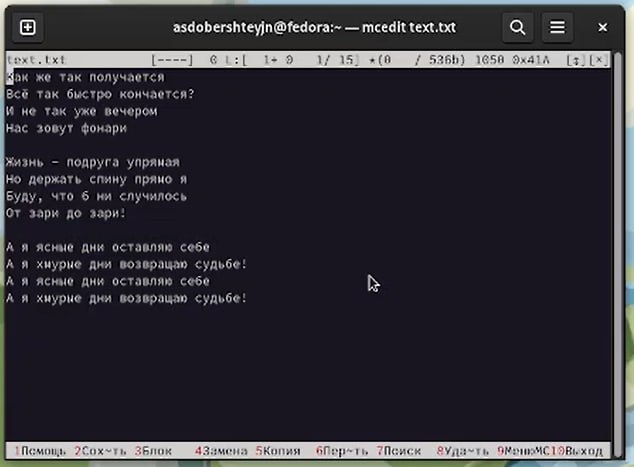 asdobershteyjn@fedora:~ — mcedit text.txt
text.txt [----] 0 L:[ 1+ 0 1/ 15] *(0 / 536b) 1050 0x41A [↕][×]
Как же так получается
Всё так быстро кончается?
И не так уже вечером
Нас зовут фонари
Жизнь – подруга упрямая
Но держать спину прямо я
Буду, что б ни случилось
От зари до зари!
А я ясные дни оставляю себе
А я хмурые дни возвращаю судьбе!
А я ясные дни оставляю себе
А я хмурые дни возвращаю судьбе!
1Помощь 2Сох~ть 3Блок 4Замена 5Копия 6Пер~ть 7Поиск 8Уда~ть 9МенюMC10Выход